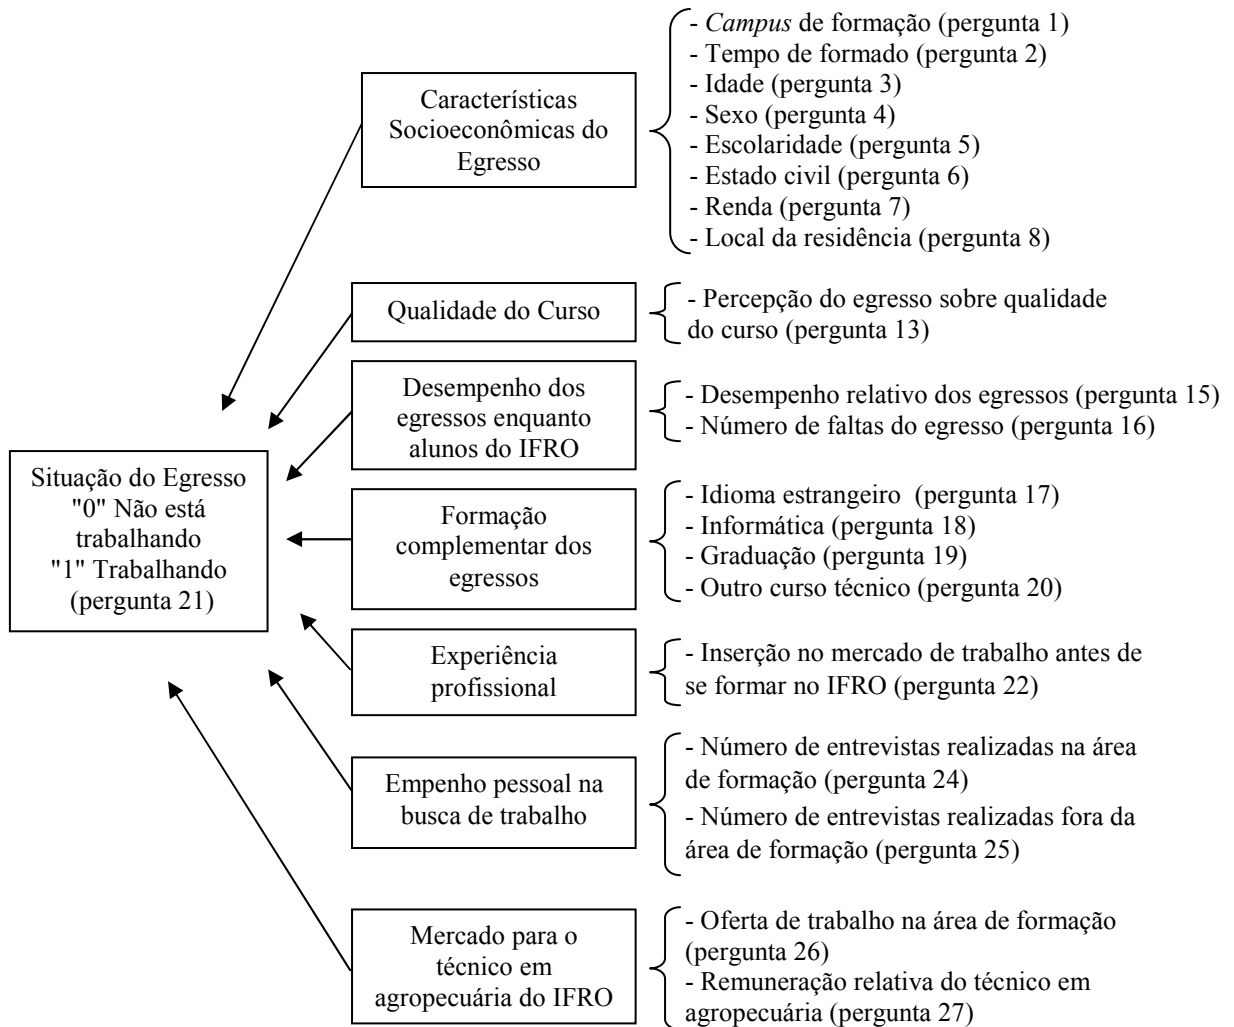 Situação do Egresso
"0" Não está
trabalhando
"1" Trabalhando
(pergunta 21)
Características
Socioeconômicas do
Egresso
- Campus de formação (pergunta 1)
- Tempo de formado (pergunta 2)
- Idade (pergunta 3)
- Sexo (pergunta 4)
- Escolaridade (pergunta 5)
- Estado civil (pergunta 6)
- Renda (pergunta 7)
- Local da residência (pergunta 8)
Qualidade do Curso
- Percepção do egresso sobre qualidade
do curso (pergunta 13)
Desempenho dos
egressos enquanto
alunos do IFRO
- Desempenho relativo dos egressos (pergunta 15)
- Número de faltas do egresso (pergunta 16)
Formação
complementar dos
egressos
- Idioma estrangeiro  (pergunta 17)
- Informática (pergunta 18)
- Graduação (pergunta 19)
- Outro curso técnico (pergunta 20)
Experiência
profissional
- Inserção no mercado de trabalho antes de
se formar no IFRO (pergunta 22)
Empenho pessoal na
busca de trabalho
- Número de entrevistas realizadas na área
de formação (pergunta 24)
- Número de entrevistas realizadas fora da
área de formação (pergunta 25)
Mercado para o
técnico em
agropecuária do IFRO
- Oferta de trabalho na área de formação
(pergunta 26)
- Remuneração relativa do técnico em
agropecuária (pergunta 27)